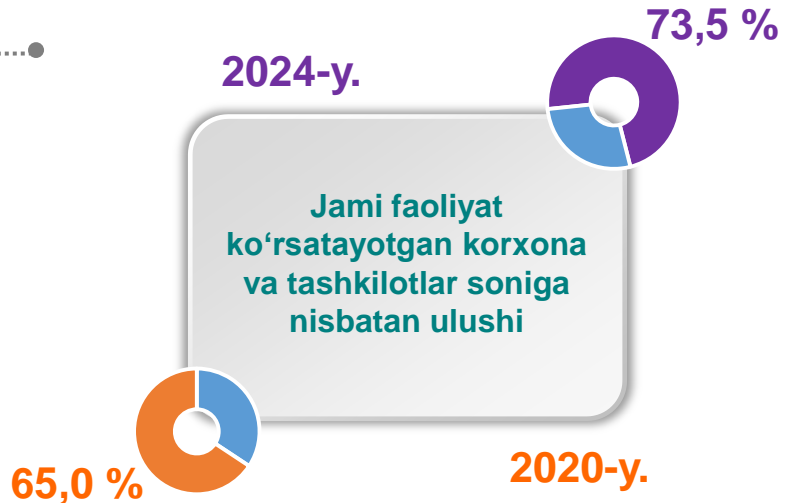 73,5 %
2024-y.
Jami faoliyat
ko‘rsatayotgan korxona
va tashkilotlar soniga
nisbatan ulushi
65,0 %
2020-y.